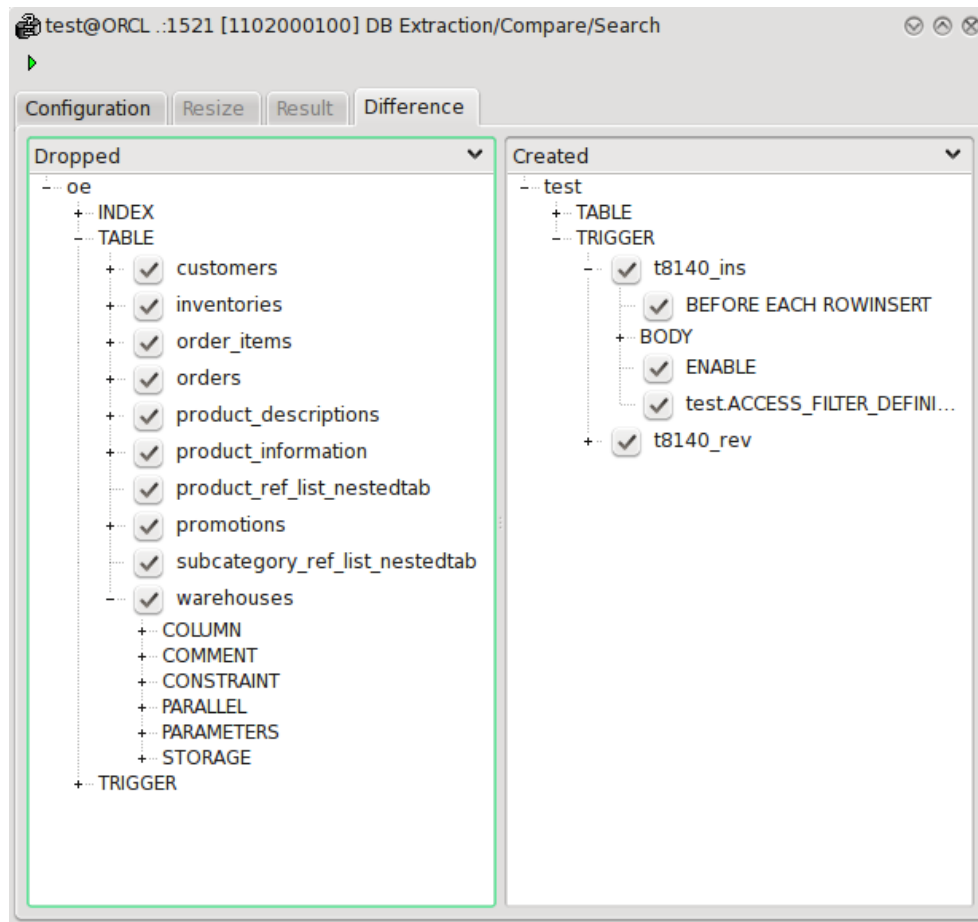 test@ORCL ..:1521 [1102000100] DB Extraction/Compare/Search
Configuration Resize Result Difference
Dropped
oe
INDEX
TABLE
customers
inventories
order_items
orders
product_descriptions
product_information
product_ref_list_nestedtab
promotions
subcategory_ref_list_nestedtab
warehouses
COLUMN
COMMENT
CONSTRAINT
PARALLEL
PARAMETERS
STORAGE
TRIGGER
Created
test
TABLE
TRIGGER
t8140_ins
BEFORE EACH ROWINSERT
BODY
ENABLE
test.ACCESS_FILTER_DEFINI...
t8140_rev